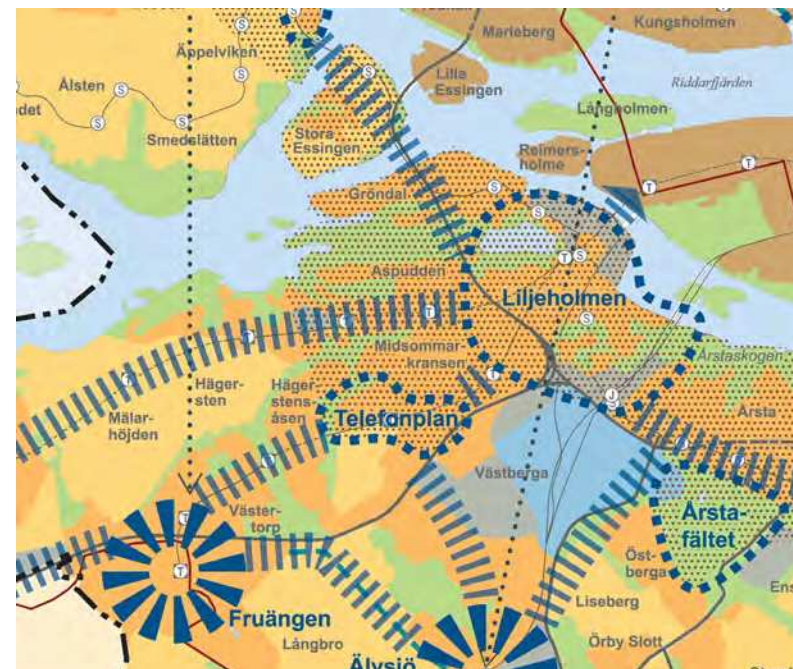 Marieberg
Kungsholmen
Äppelviken
Lilla
Essingen
Riddarfjärden
Ålsten
Långholmen
Smedslätten
Stora
Essingen
Reimers-
holme
Gröndal
Aspudden
Liljeholmen
Midsommar-
kransen
Årstaskogen
Häger-
sten
Häger-
stens-
åsen
Mälar-
höjden
Telefonplan
Årsta
Västberga
Väster-
torp
Årsta-
fältet
Öst-
berga
Liseberg
Fruängen
Långbro
Örby Slott
Älvsjö
S
S
S
S
S
S
S
S
S
S
S
T
T
T
T
T
T
T
T
J